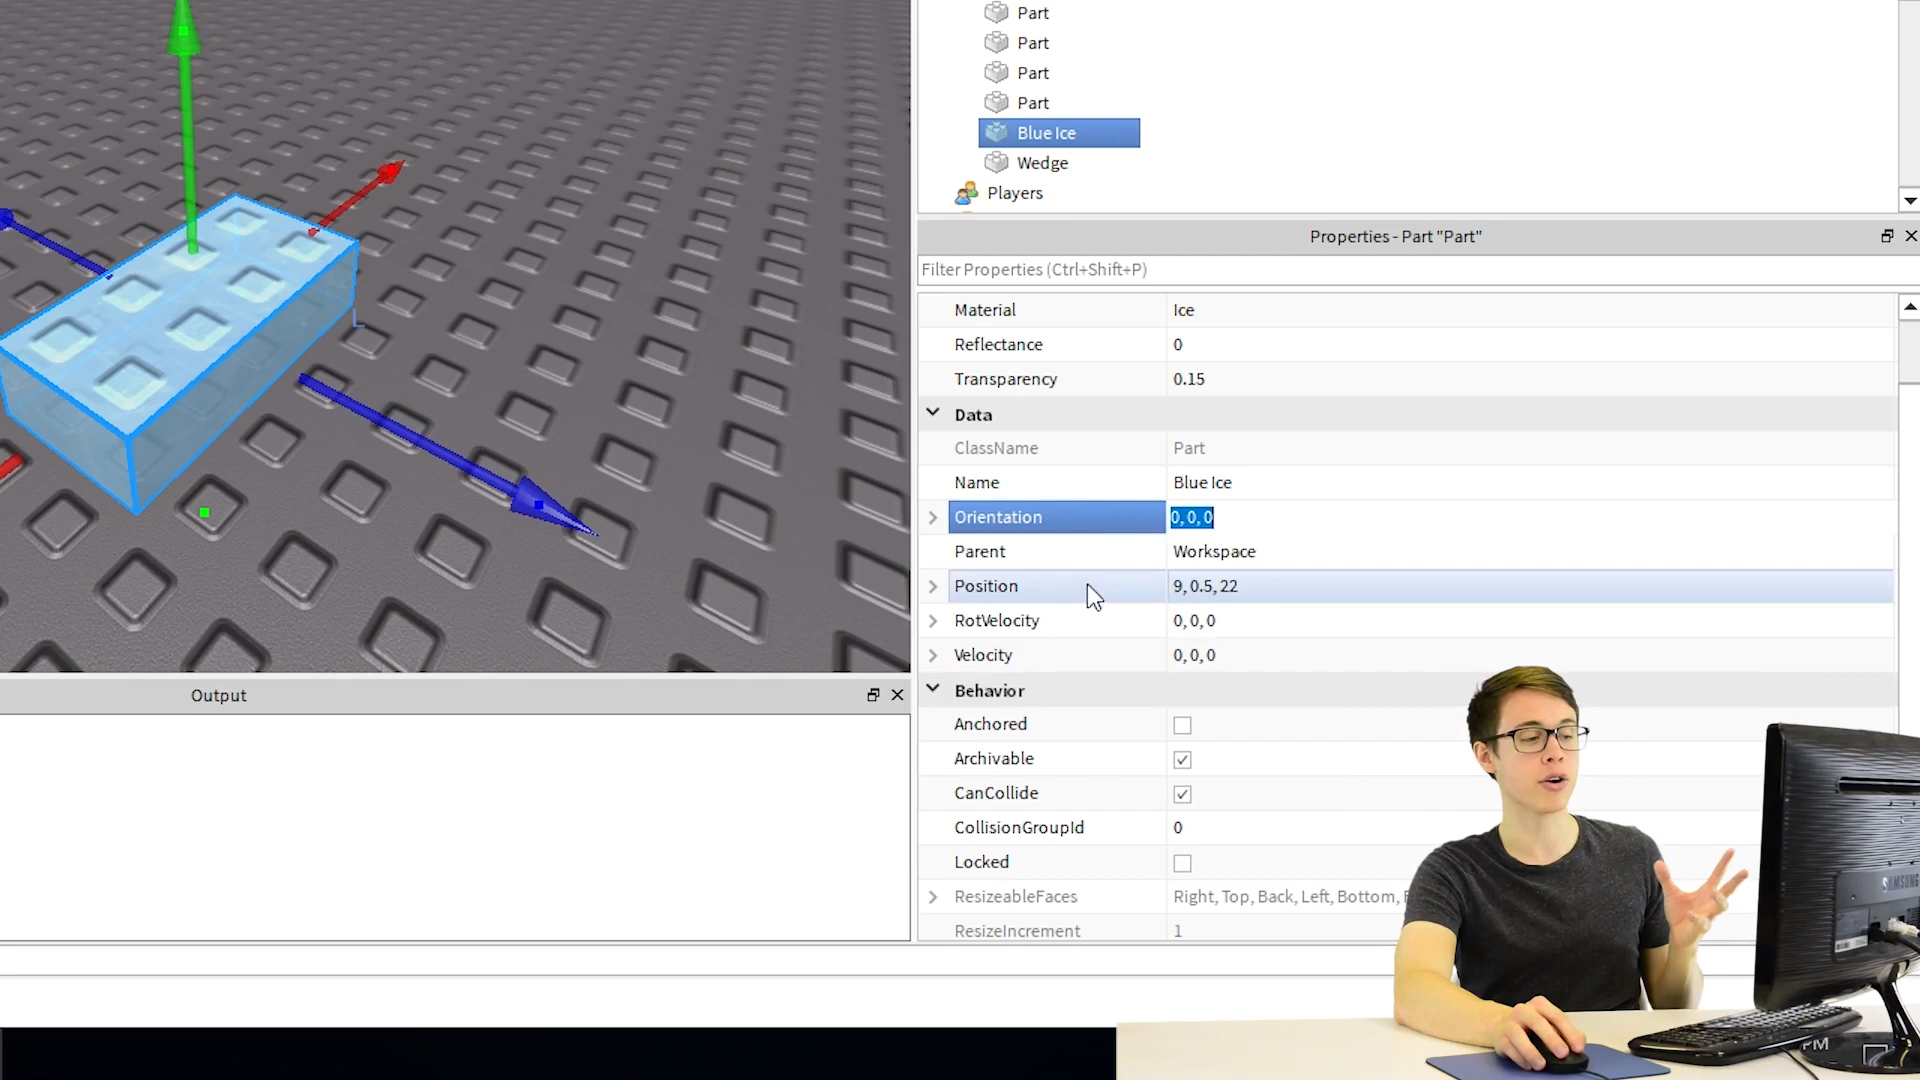 Part
Part
Part
Part
Blue Ice
Wedge
Players
Properties - Part "Part"
Filter Properties (Ctrl+Shift+P)
Material Ice
Reflectance 0
Transparency 0.15
Data
ClassName Part
Name Blue Ice
Orientation 0, 0, 0
Parent Workspace
Position 9, 0.5, 22
RotVelocity 0, 0, 0
Velocity 0, 0, 0
Output
Behavior
Anchored
Archivable
CanCollide
CollisionGroupId 0
Locked
ResizeableFaces Right, Top, Back, Left, Bottom,
ResizeIncrement 1
SAMSUNG
PM